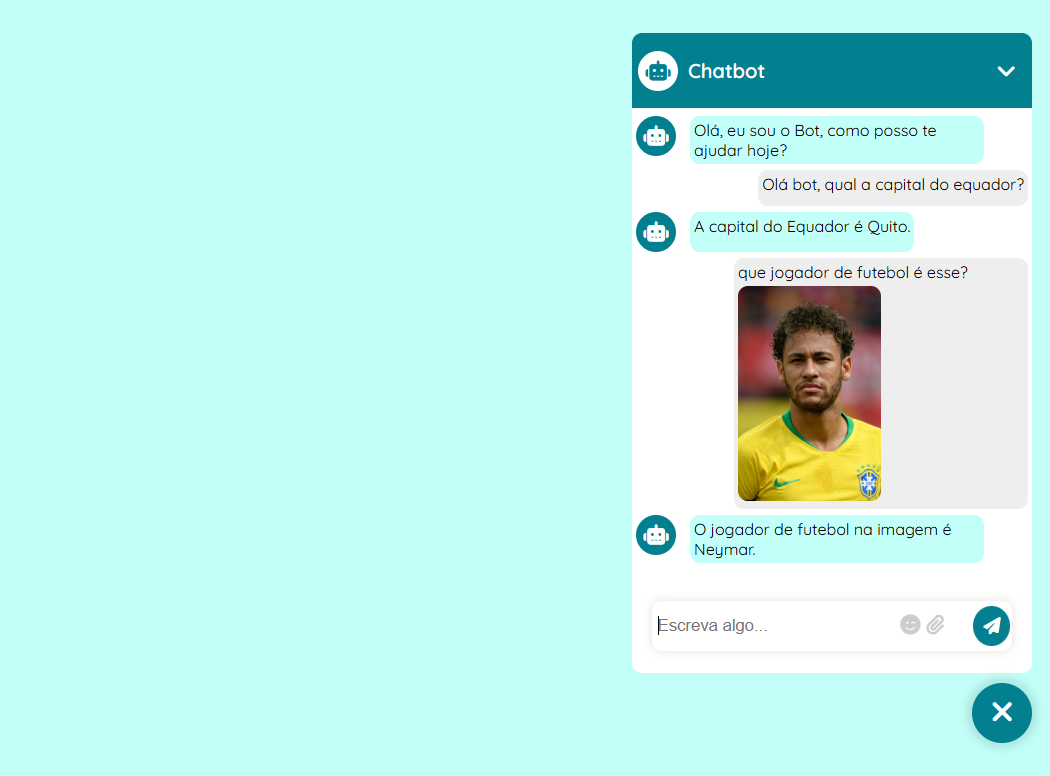 Chatbot
Olá, eu sou o Bot, como posso te
ajudar hoje?
Olá bot, qual a capital do equador?
A capital do Equador é Quito.
que jogador de futebol é esse?
O jogador de futebol na imagem é
Neymar.
Escreva algo...